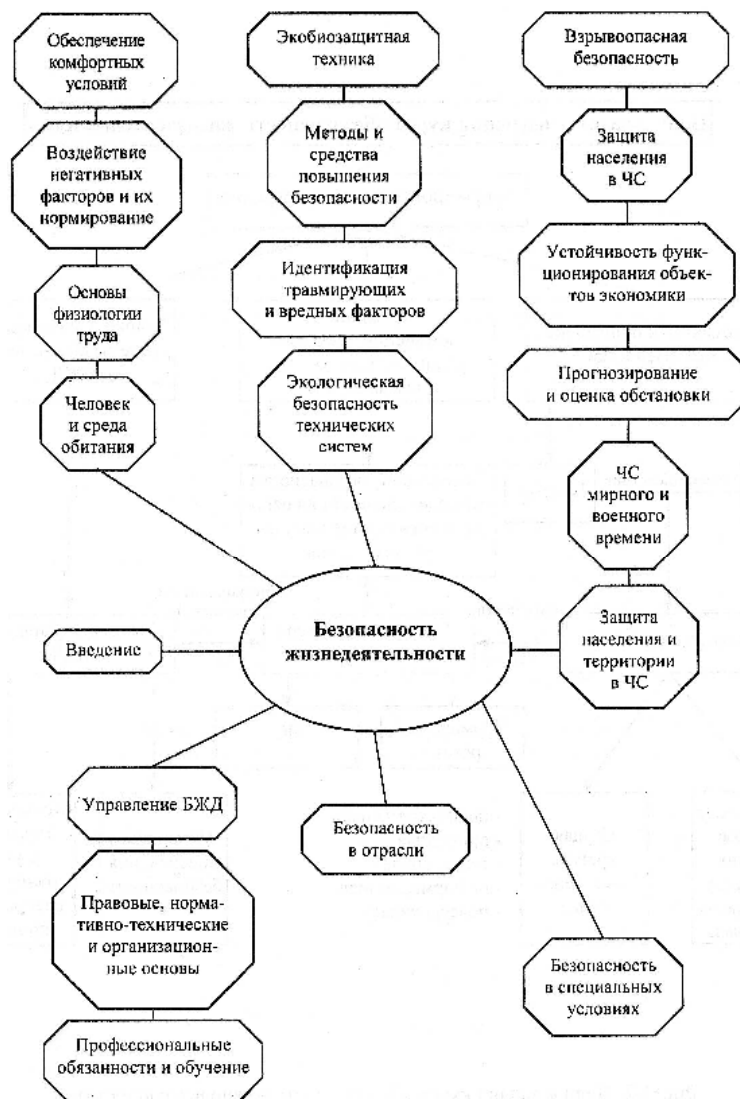 Обеспечение
комфортных
условий
Воздействие
негативных
факторов и их
нормирование
Основы
физиологии
труда
Человек
и среда
обитания
Экобиозащитная
техника
Методы и
средства
повышения
безопасности
Идентификация
травмирующих
и вредных факторов
Экологическая
безопасность
технических
систем
Взрывоопасная
безопасность
Защита
населения
в ЧС
Устойчивость функ-
ционирования объек-
тов экономики
Прогнозирование
и оценка обстановки
ЧС
мирного и
военного
времени
Защита
населения и
территории
в ЧС
Безопасность
жизнедеятельности
Введение
Управление БЖД
Правовые, норма-
тивно-технические
и организацион-
ные основы
Профессиональные
обязанности и обучение
Безопасность
в отрасли
Безопасность
в специальных
условиях